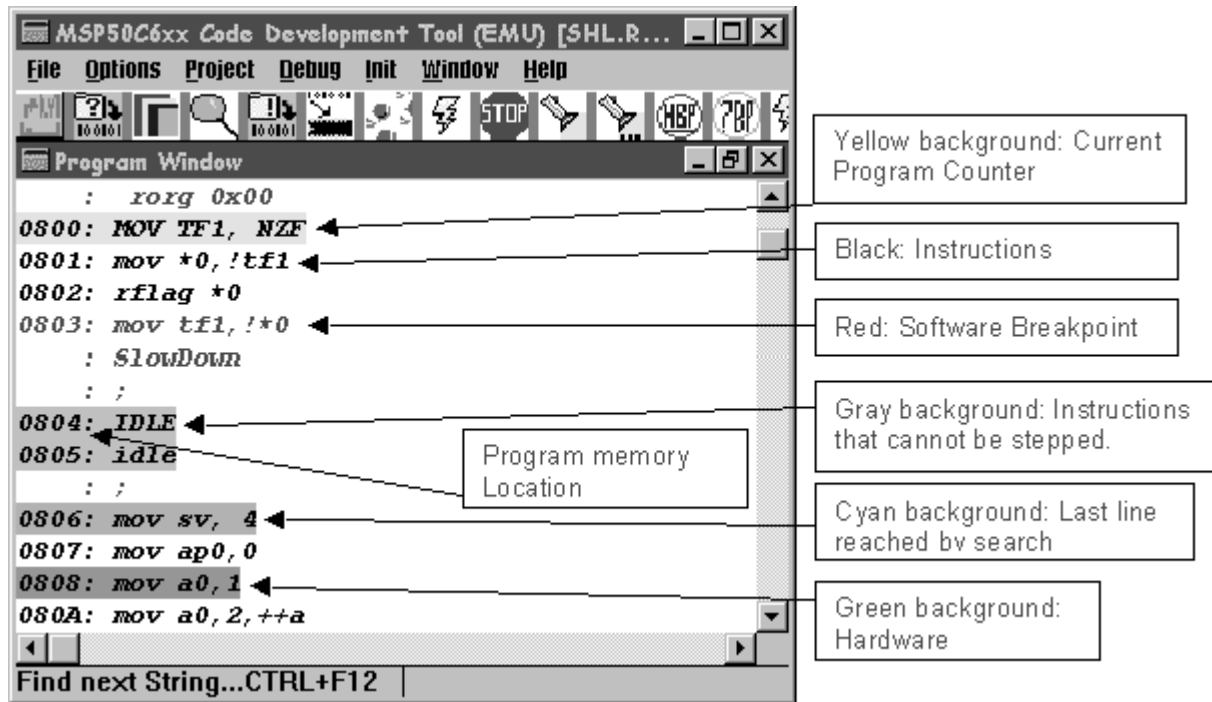 MSP50C6xx Code Development Tool (EMU) [SHL.R...
File Options Project Debug Init Window Help
STOP
Program Window
: rorg 0x00
0800: MOV TF1, NZF
0801: mov *0,!tf1
0802: rflag *0
0803: mov tf1,!*0
: SlowDown
: ;
0804: IDLE
0805: idle
: ;
0806: mov sv, 4
0807: mov ap0,0
0808: mov a0,1
080A: mov a0,2,++a
Find next String...CTRL+F12
Program memory
Location
Yellow background: Current
Program Counter
Black: Instructions
Red: Software Breakpoint
Gray background: Instructions
that cannot be stepped.
Cyan background: Last line
reached by search
Green background:
Hardware